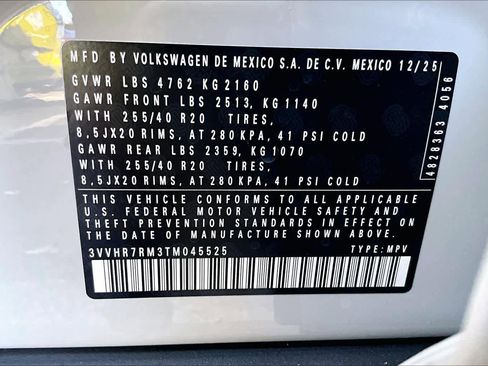 MFD BY VOLKSWAGEN DE MEXICO S.A. DE C.V. MEXICO 12/25
GVWR LBS 4762 KG 2160
GAWR FRONT LBS 2513, KG 1140
WITH 255/40 R20 TIRES,
8,5JX20 RIMS, AT 280 KPA, 41 PSI COLD
GAWR REAR LBS 2359, KG 1070
WITH 255/40 R20 TIRES,
8,5JX20 RIMS, AT 280 KPA, 41 PSI COLD
THIS VEHICLE CONFORMS TO ALL APPLICABLE
U.S. FEDERAL MOTOR VEHICLE SAFETY AND
THEFT PREVENTION STANDARDS IN EFFECT ON
THE DATE OF MANUFACTURE SHOWN ABOVE.
3VVHR7RM3TM045525 TYPE: MPV
4828363 4056